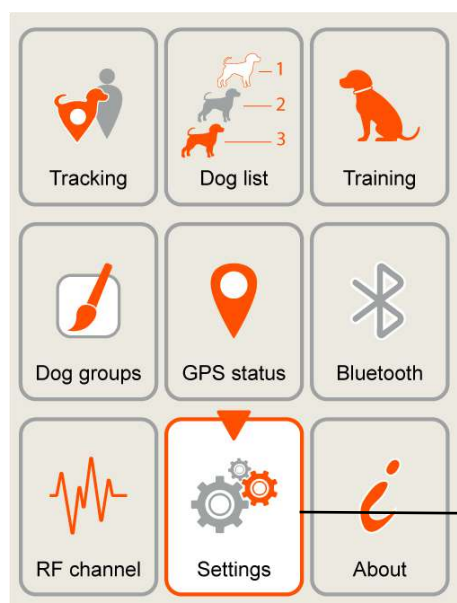 1
2
3
Tracking
Dog list
Training
Dog groups
GPS status
Bluetooth
RF channel
Settings
About